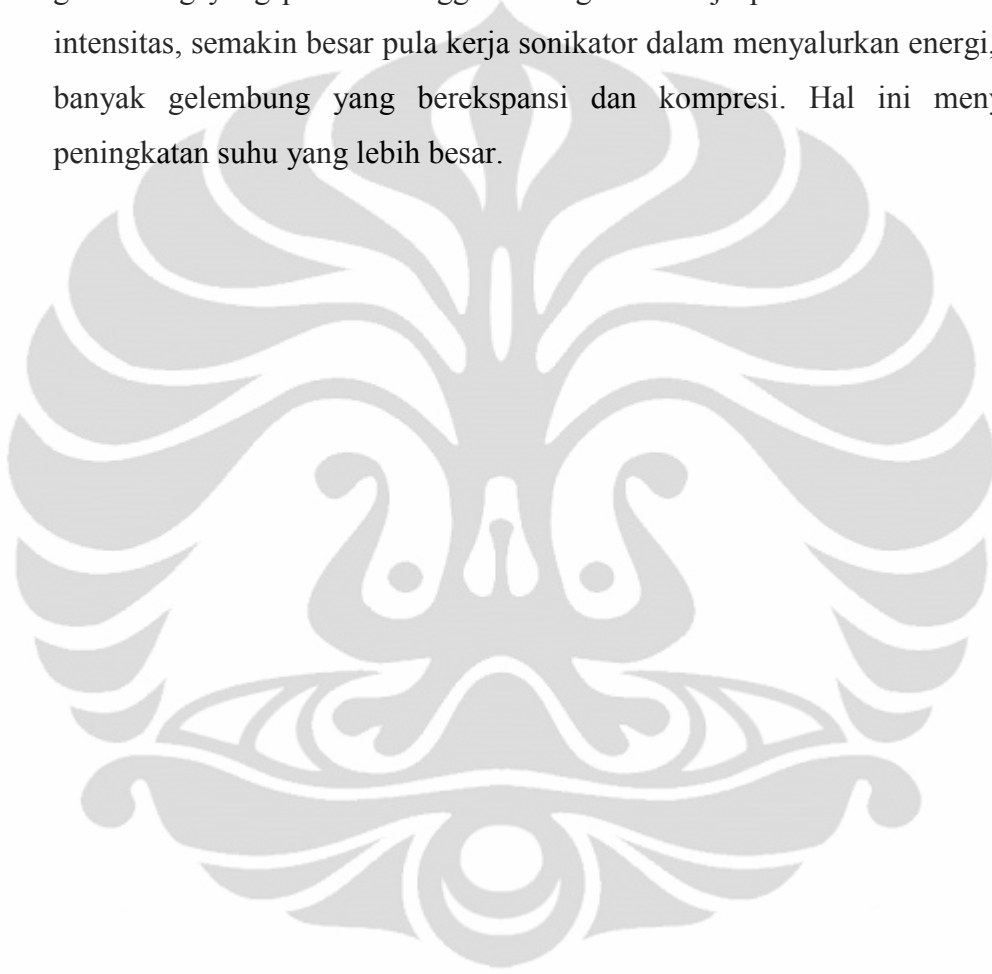 intensitas, semakin besar pula kerja sonikator dalam menyalurkan energi,
banyak gelembung yang berekspansi dan kompresi. Hal ini meny
peningkatan suhu yang lebih besar.